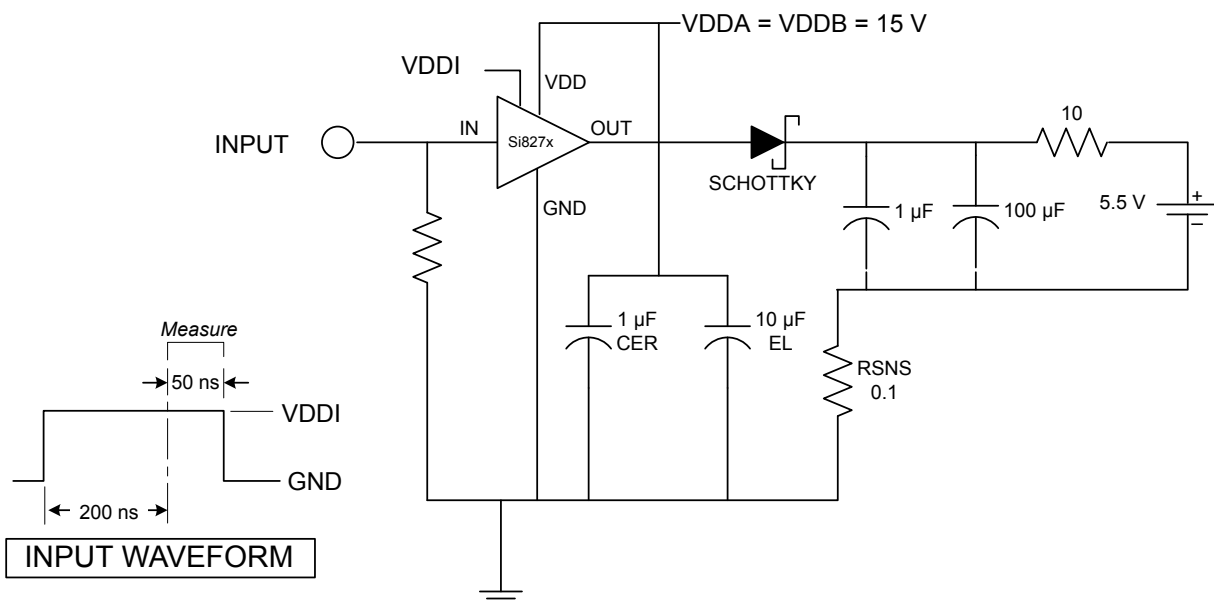 VDDA = VDDB = 15 V
VDDI
VDD
10
INPUT
IN
Si827x
OUT
SCHOTTKY
GND
1 µF
100 µF
5.5 V
+
–
1 µF
CER
10 µF
EL
RSNS
0.1
Measure
50 ns
VDDI
GND
200 ns
INPUT WAVEFORM